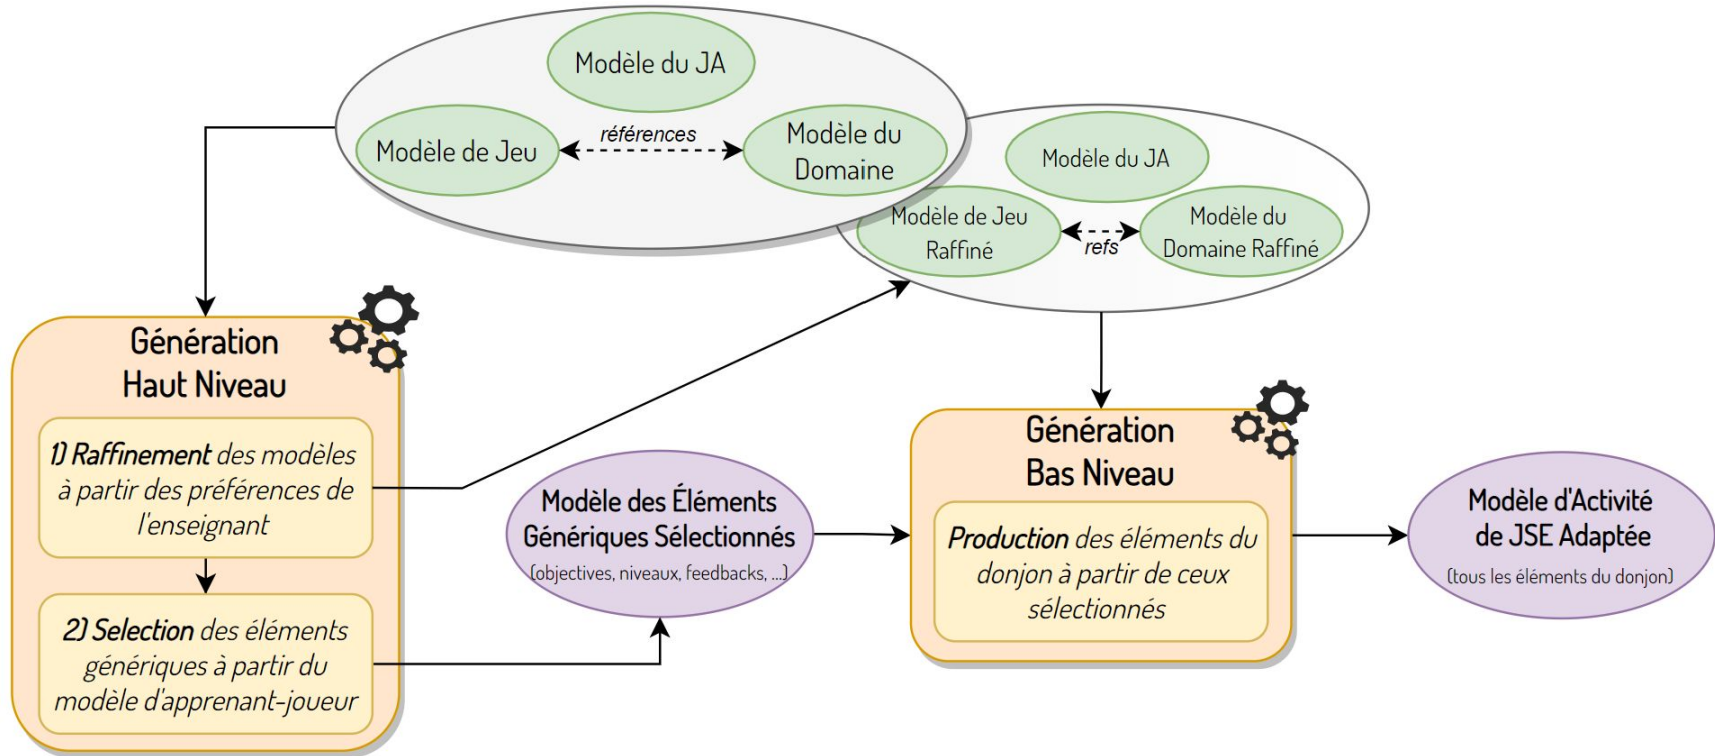 Modèle du JA
Modèle de Jeu
références
Modèle du
Domaine
Modèle du JA
Modèle de Jeu
Raffiné
refs
Modèle du
Domaine Raffiné
Génération
Haut Niveau
1) Raffinement des modèles
à partir des préférences de
l'enseignant
2) Selection des éléments
génériques à partir du
modèle d'apprenant-joueur
Modèle des Éléments
Génériques Sélectionnés
(objectives, niveaux, feedbacks, ...)
Génération
Bas Niveau
Production des éléments du
donjon à partir de ceux
sélectionnés
Modèle d'Activité
de JSE Adaptée
(tous les éléments du donjon)